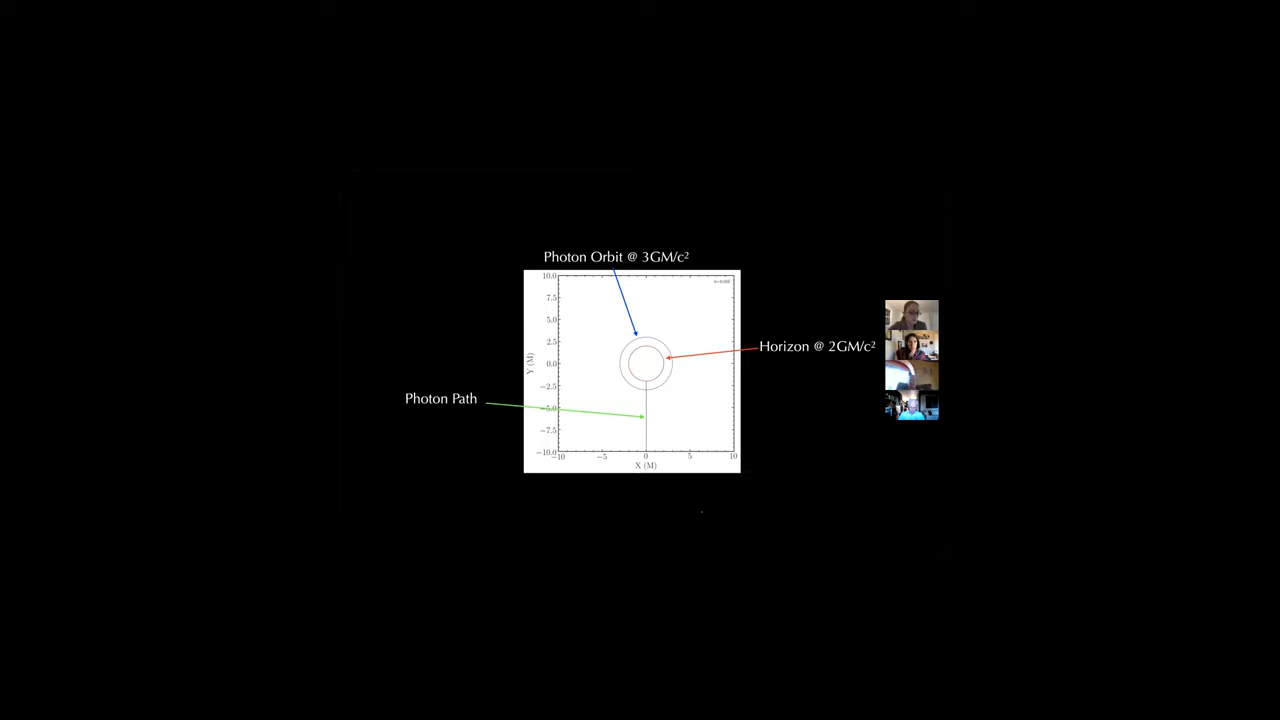 Photon Orbit @ 3GM/c²
Horizon @ 2GM/c²
Photon Path
10.0
7.5
5.0
2.5
0.0
−2.5
−5.0
−7.5
−10.0
Y (M)
−10
−5
0
5
10
X (M)